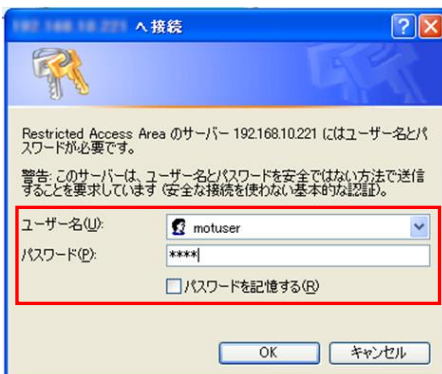 へ接続
Restricted Access Area のサーバー 192.168.10.221 にはユーザー名とパ
スワードが必要です。
警告: このサーバーは、ユーザー名とパスワードを安全ではない方法で送信
することを要求しています (安全な接続を使わない基本的な認証)。
ユーザー名(U):
motuser
パスワード(P):
****
パスワードを記憶する(R)
OK
キャンセル